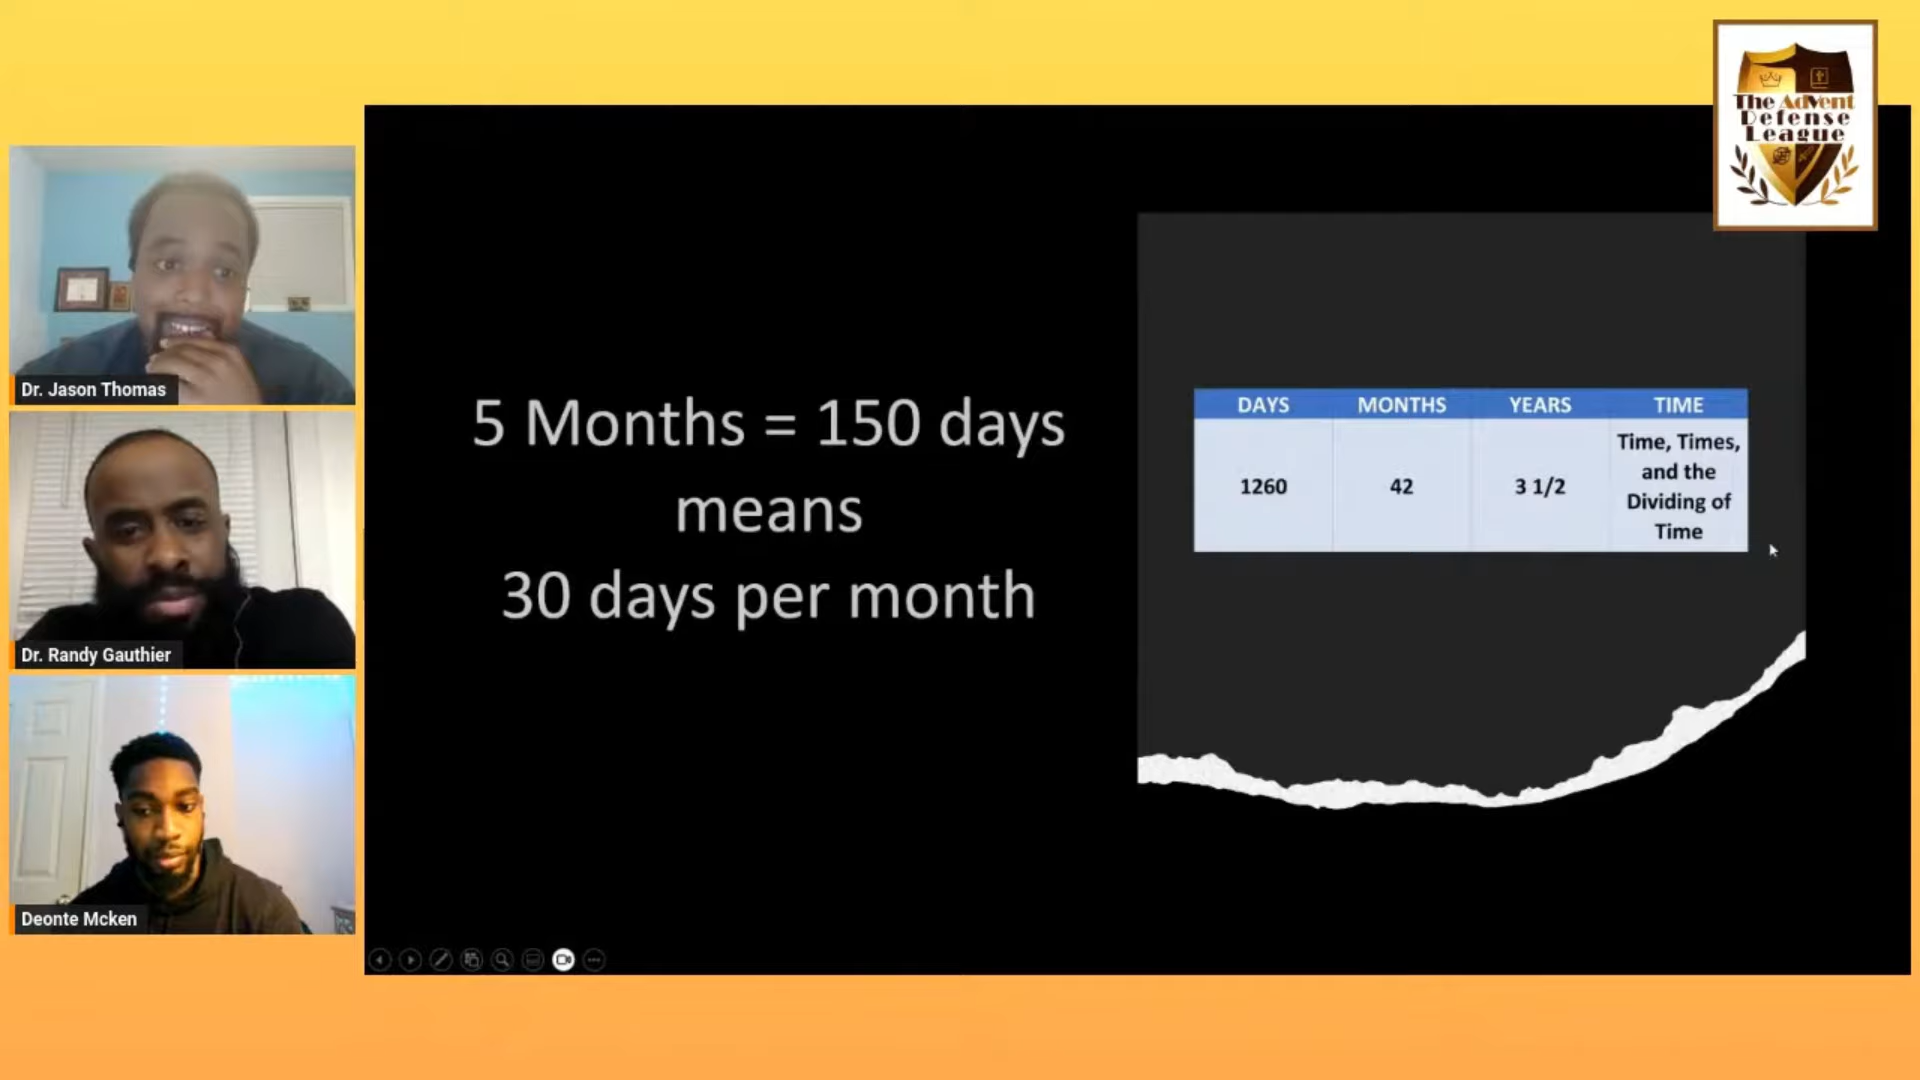 The Advent
Defense
League
Dr. Jason Thomas
Dr. Randy Gauthier
Deonte Mcken
5 Months = 150 days
means
30 days per month
DAYS MONTHS YEARS TIME
1260 42 3 1/2 Time, Times,
and the
Dividing of
Time